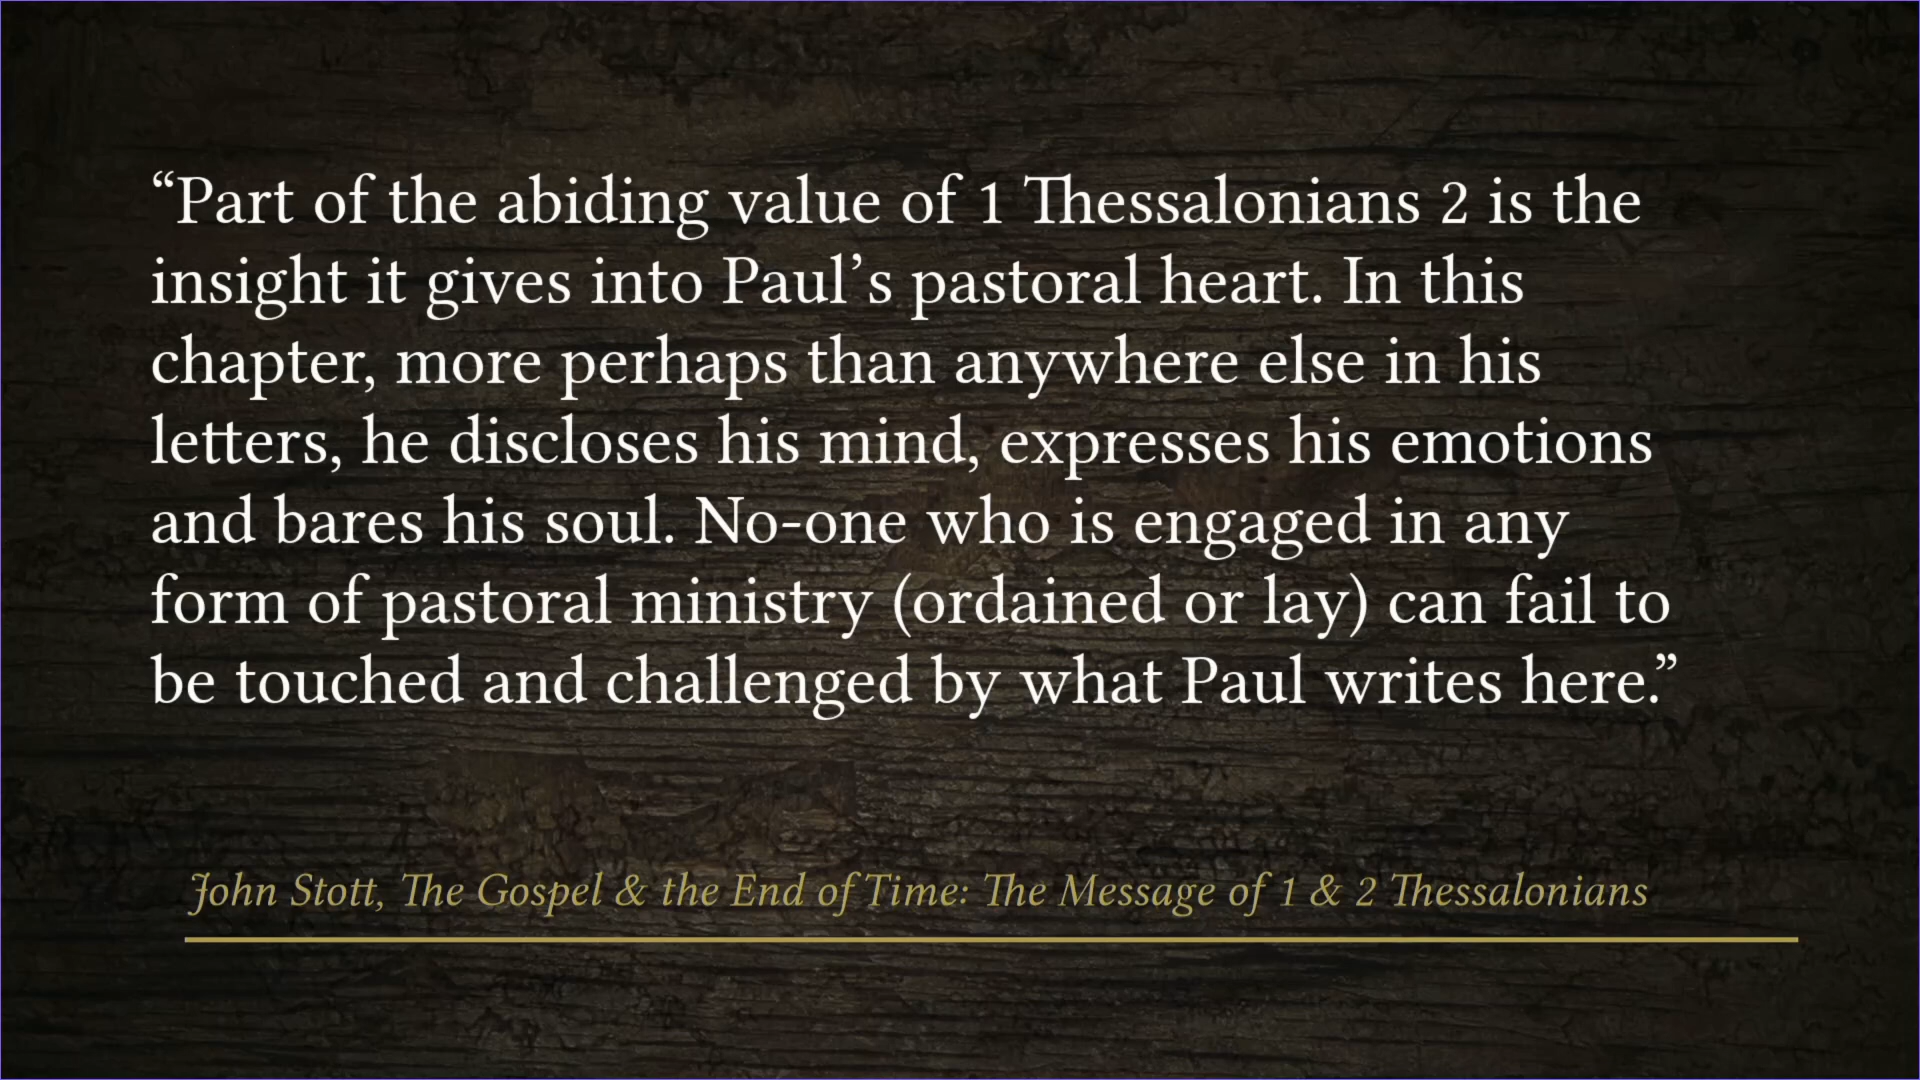 “Part of the abiding value of 1 Thessalonians 2 is the
insight it gives into Paul’s pastoral heart. In this
chapter, more perhaps than anywhere else in his
letters, he discloses his mind, expresses his emotions
and bares his soul. No-one who is engaged in any
form of pastoral ministry (ordained or lay) can fail to
be touched and challenged by what Paul writes here.”
John Stott, The Gospel & the End of Time: The Message of 1 & 2 Thessalonians